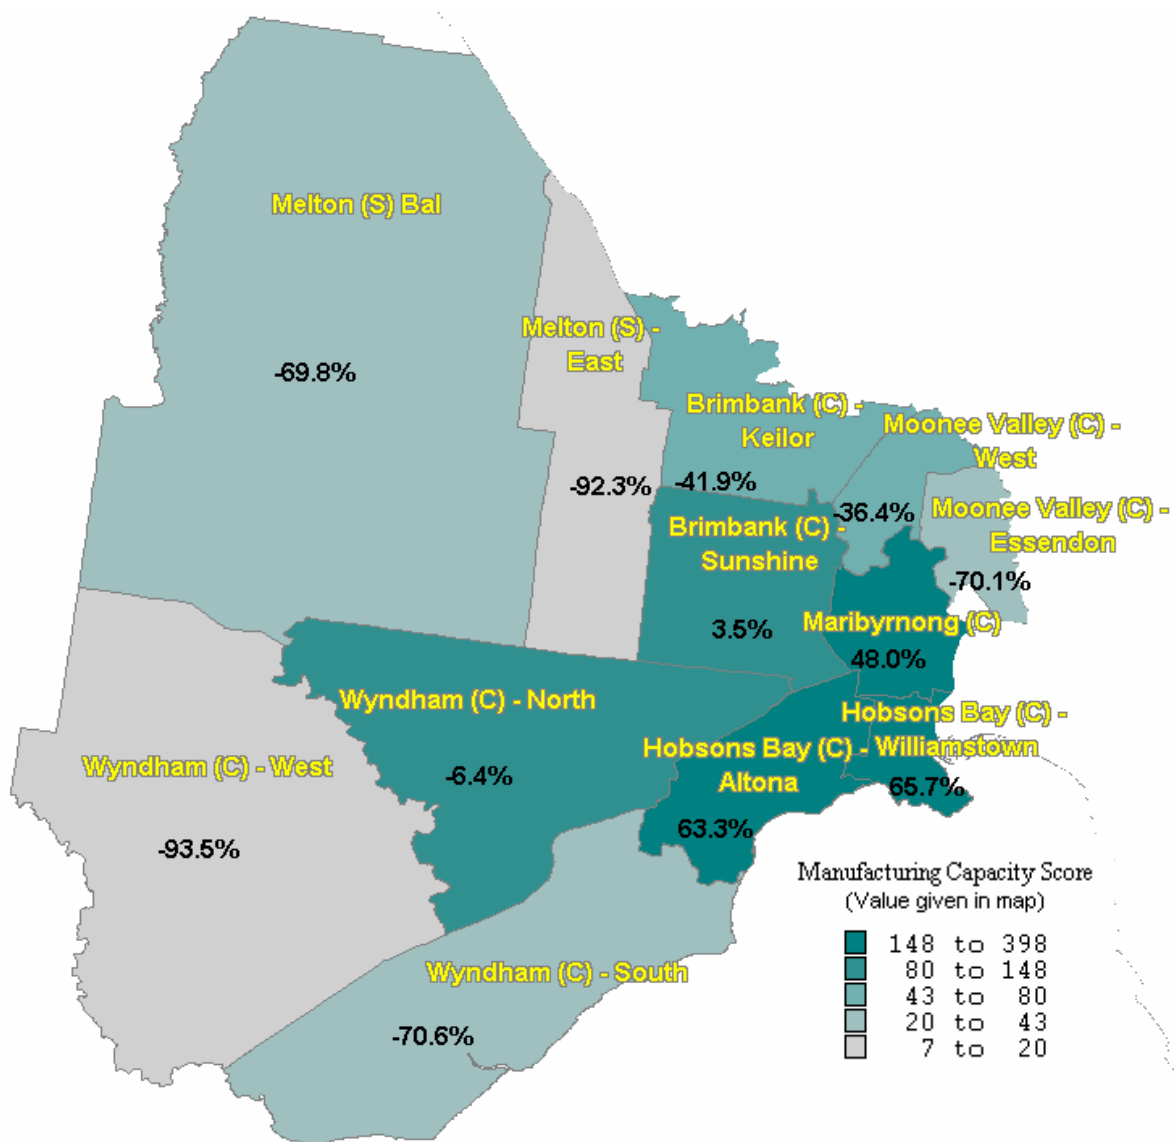 Melton (S) Bal
-69.8%
Melton (S) -
East
-92.3%
Brimbank (C) -
Keilor
-41.9%
Moonee Valley (C) -
West
-36.4%
Moonee Valley (C) -
Essendon
-70.1%
Brimbank (C) -
Sunshine
3.5%
Maribyrnong (C)
48.0%
Wyndham (C) - North
-6.4%
Hobsons Bay (C) -
Williamstown
65.7%
Hobsons Bay (C) -
Altona
63.3%
Wyndham (C) - West
-93.5%
Wyndham (C) - South
-70.6%
Manufacturing Capacity Score
(Value given in map)
148 to 398
80 to 148
43 to 80
20 to 43
7 to 20